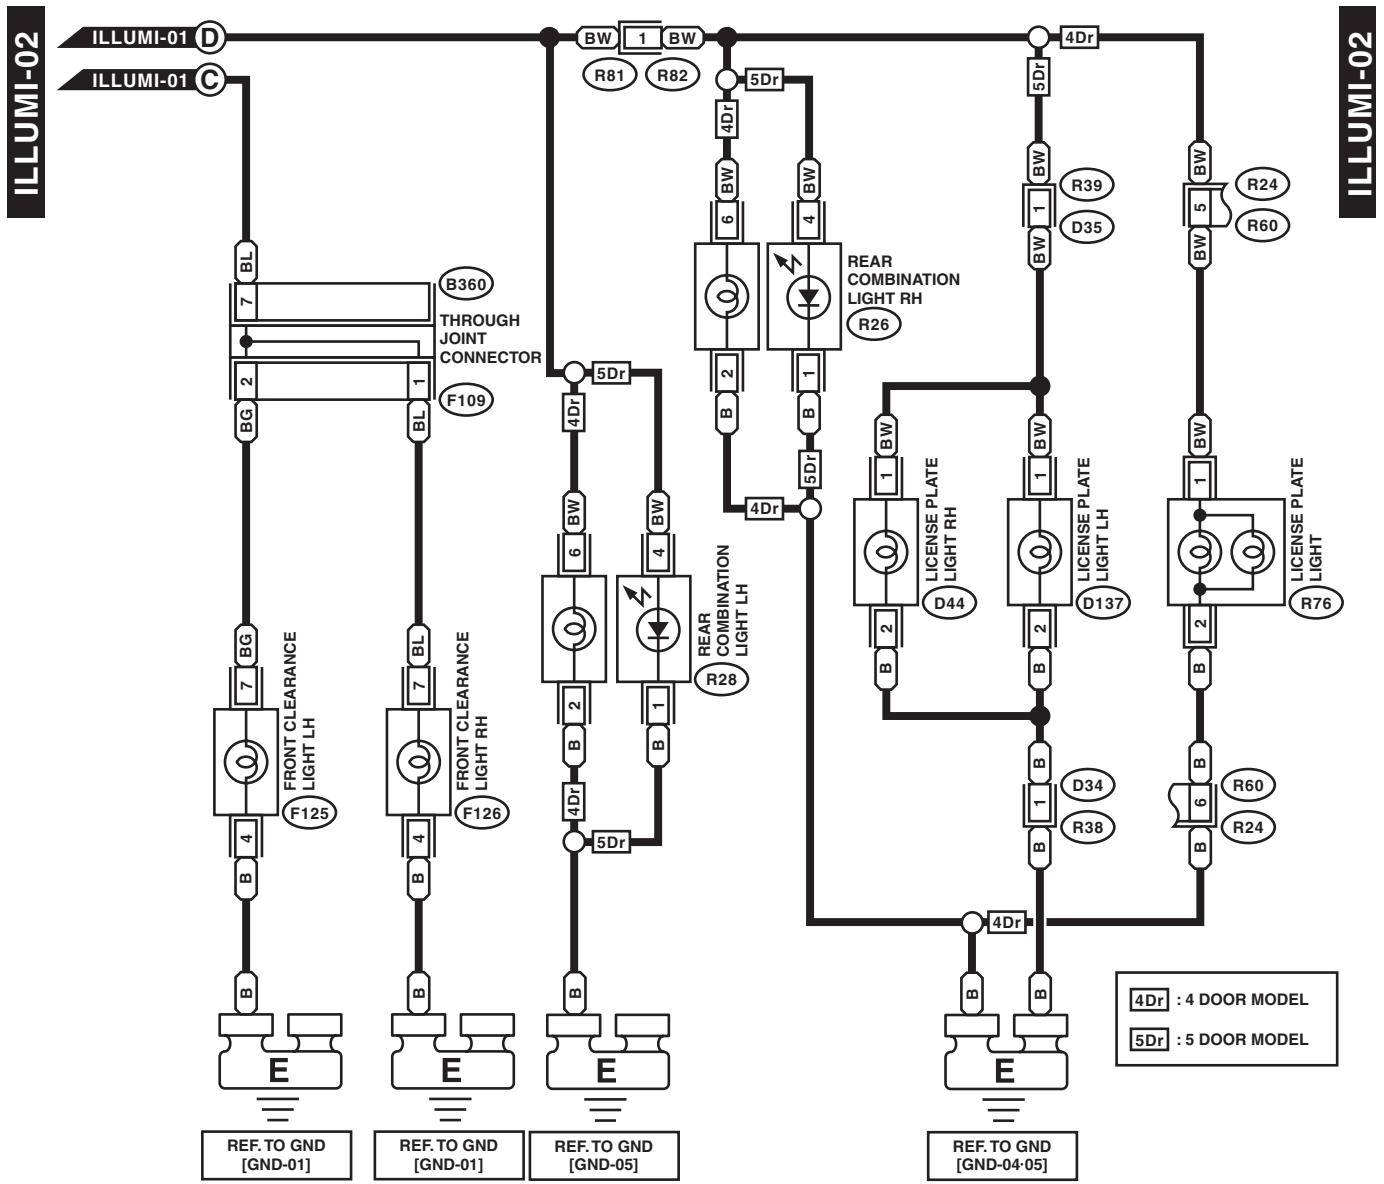 ILLUMI-02
ILLUMI-02
ILLUMI-01 D
ILLUMI-01 C
BW 1 BW
R81 R82
4Dr
5Dr
5Dr
4Dr
BW
BW
6
4
REAR
COMBINATION
LIGHT RH
R26
2
1
B
B
5Dr
4Dr
BW
1
BW
R39
D35
BW
5
BW
R24
R60
BL
7
B360
THROUGH
JOINT
CONNECTOR
2
1
F109
BG
BL
5Dr
4Dr
BW
BW
6
4
REAR
COMBINATION
LIGHT LH
R28
2
1
B
B
4Dr
5Dr
BW
1
LICENSE PLATE
LIGHT RH
D44
2
B
BW
1
LICENSE PLATE
LIGHT LH
D137
2
B
BW
1
LICENSE PLATE
LIGHT
R76
2
B
BG
7
FRONT CLEARANCE
LIGHT LH
F125
4
B
BL
7
FRONT CLEARANCE
LIGHT RH
F126
4
B
B
1
D34
R38
B
B
6
R60
R24
B
4Dr
B
B
B
B
B
E
E
E
E
4Dr : 4 DOOR MODEL
5Dr : 5 DOOR MODEL
REF. TO GND
[GND-01]
REF. TO GND
[GND-01]
REF. TO GND
[GND-05]
REF. TO GND
[GND-04·05]